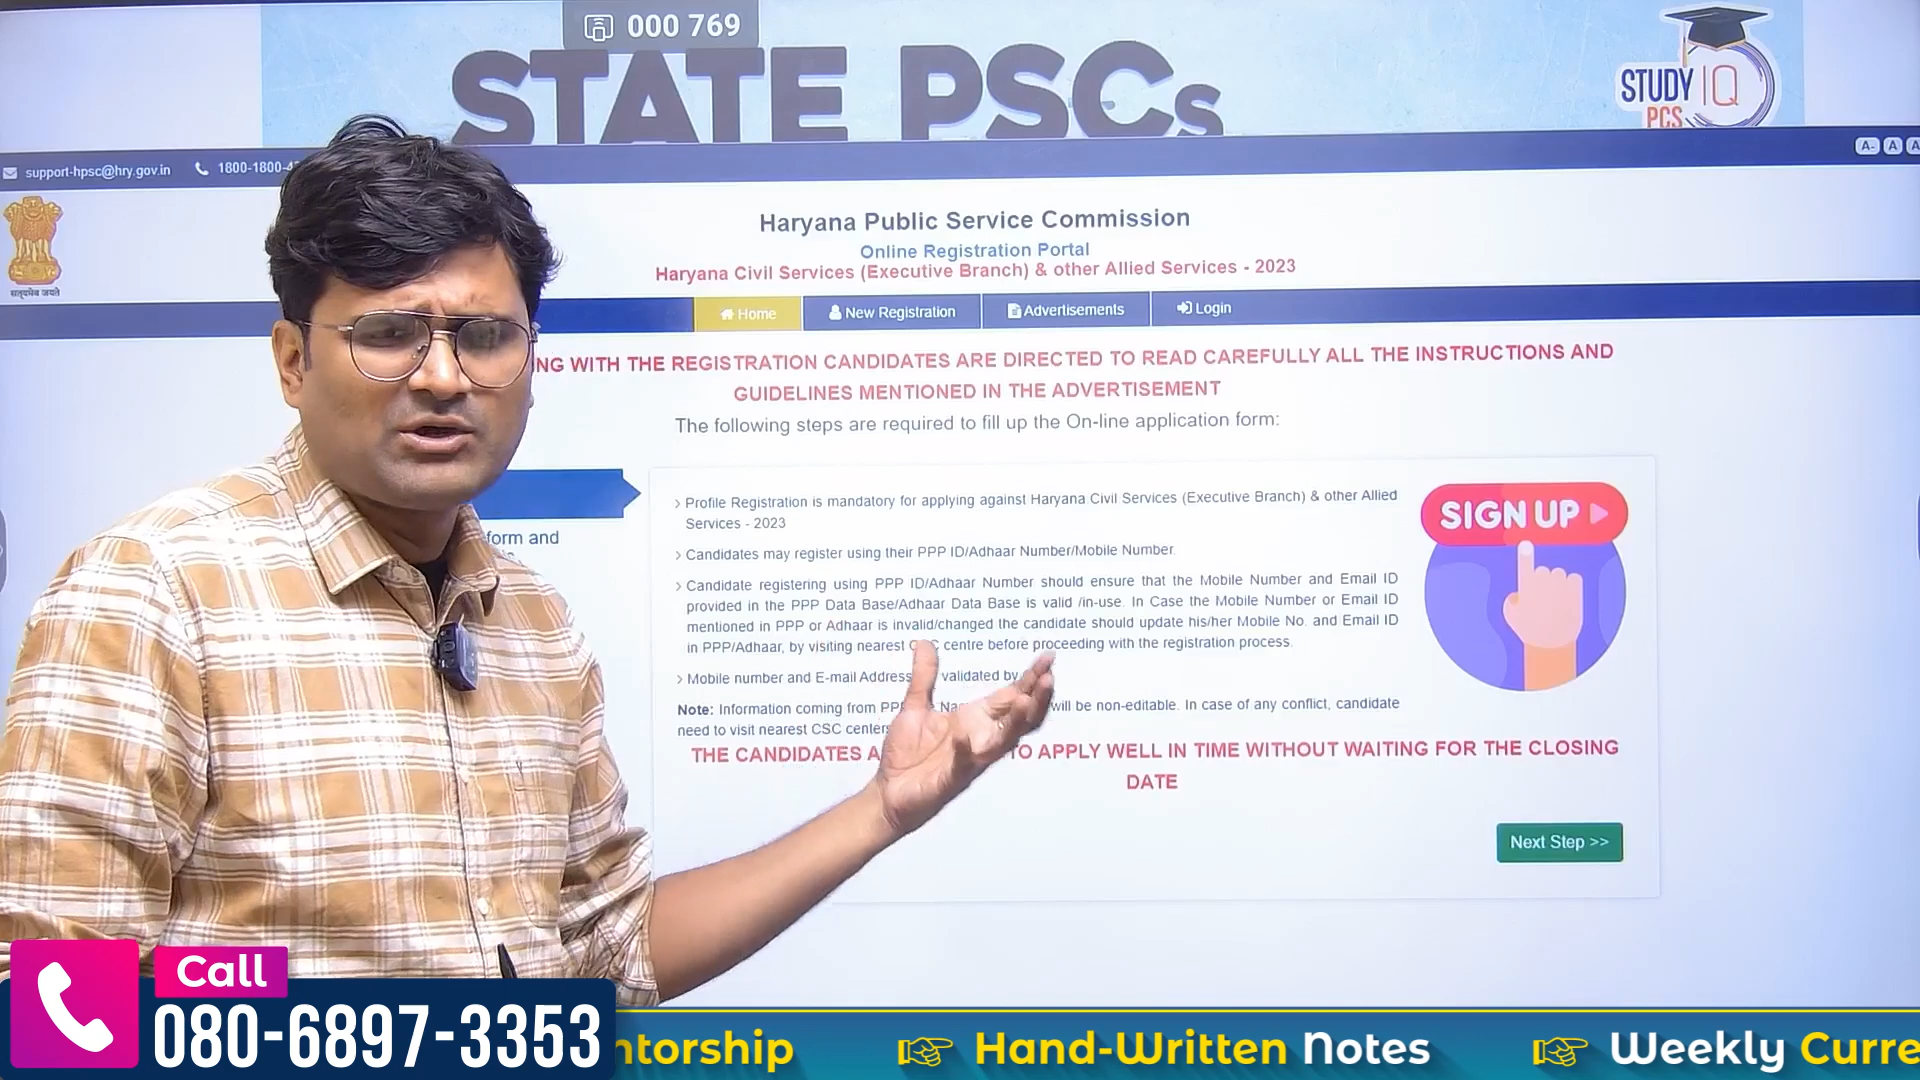 000 769
STATE PSCs
STUDY IQ
PCS
support-hpsc@hry.gov.in
1800-1800-4
A- A A
सत्यमेव जयते
Haryana Public Service Commission
Online Registration Portal
Haryana Civil Services (Executive Branch) & other Allied Services - 2023
Home New Registration Advertisements Login
ING WITH THE REGISTRATION CANDIDATES ARE DIRECTED TO READ CAREFULLY ALL THE INSTRUCTIONS AND
GUIDELINES MENTIONED IN THE ADVERTISEMENT
The following steps are required to fill up the On-line application form:
form and
Profile Registration is mandatory for applying against Haryana Civil Services (Executive Branch) & other Allied
Services - 2023
Candidates may register using their PPP ID/Adhaar Number/Mobile Number.
Candidate registering using PPP ID/Adhaar Number should ensure that the Mobile Number and Email ID
provided in the PPP Data Base/Adhaar Data Base is valid /in-use. In Case the Mobile Number or Email ID
mentioned in PPP or Adhaar is invalid/changed the candidate should update his/her Mobile No. and Email ID
in PPP/Adhaar, by visiting nearest centre before proceeding with the registration process.
Mobile number and E-mail Address validated by
Note: Information coming from PPP Na will be non-editable. In case of any conflict, candidate
need to visit nearest CSC center
THE CANDIDATES A TO APPLY WELL IN TIME WITHOUT WAITING FOR THE CLOSING
DATE
SIGN UP
Next Step >>
Call
080-6897-3353
ntorship Hand-Written Notes Weekly Curre